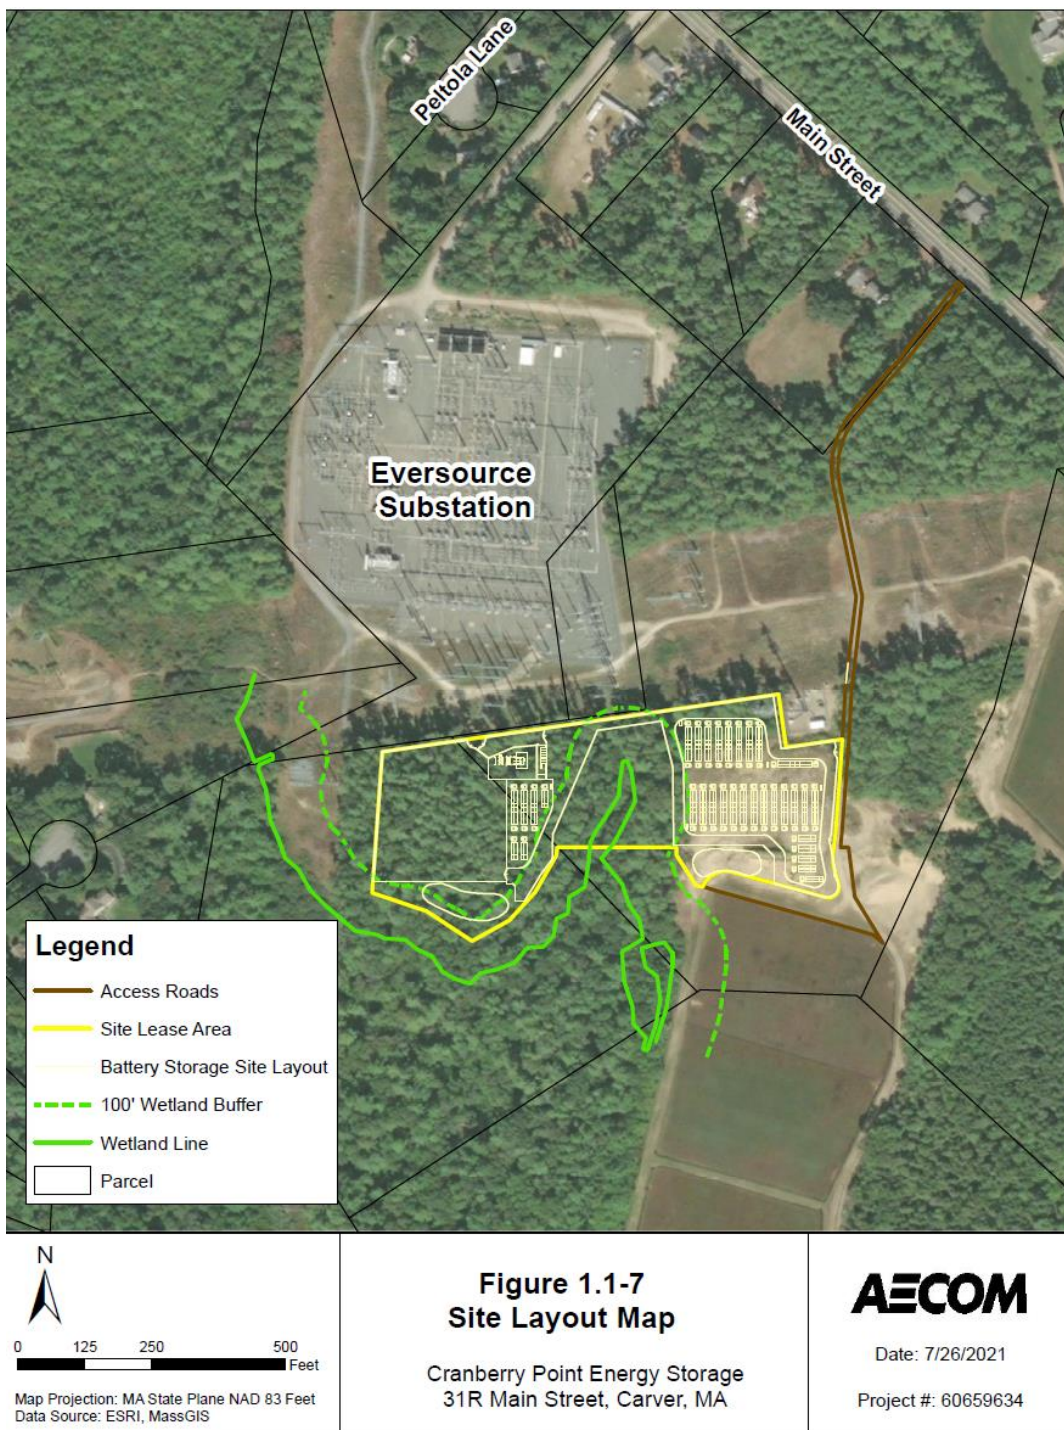 Peltola Lane
Main Street
Eversource
Substation
Legend
Access Roads
Site Lease Area
Battery Storage Site Layout
100' Wetland Buffer
Wetland Line
Parcel
N
0 125 250 500
Feet
Map Projection: MA State Plane NAD 83 Feet
Data Source: ESRI, MassGIS
Figure 1.1-7
Site Layout Map
Cranberry Point Energy Storage
31R Main Street, Carver, MA
AECOM
Date: 7/26/2021
Project #: 60659634